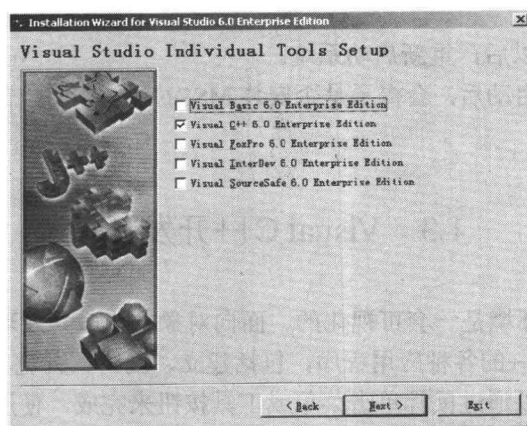 Installation Wizard for Visual Studio 6.0 Enterprise Edition
Visual Studio Individual Tools Setup
Visual Basic 6.0 Enterprise Edition
Visual C++ 6.0 Enterprise Edition
Visual FoxPro 6.0 Enterprise Edition
Visual InterDev 6.0 Enterprise Edition
Visual SourceSafe 6.0 Enterprise Edition
J++
< Back
Next >
Exit